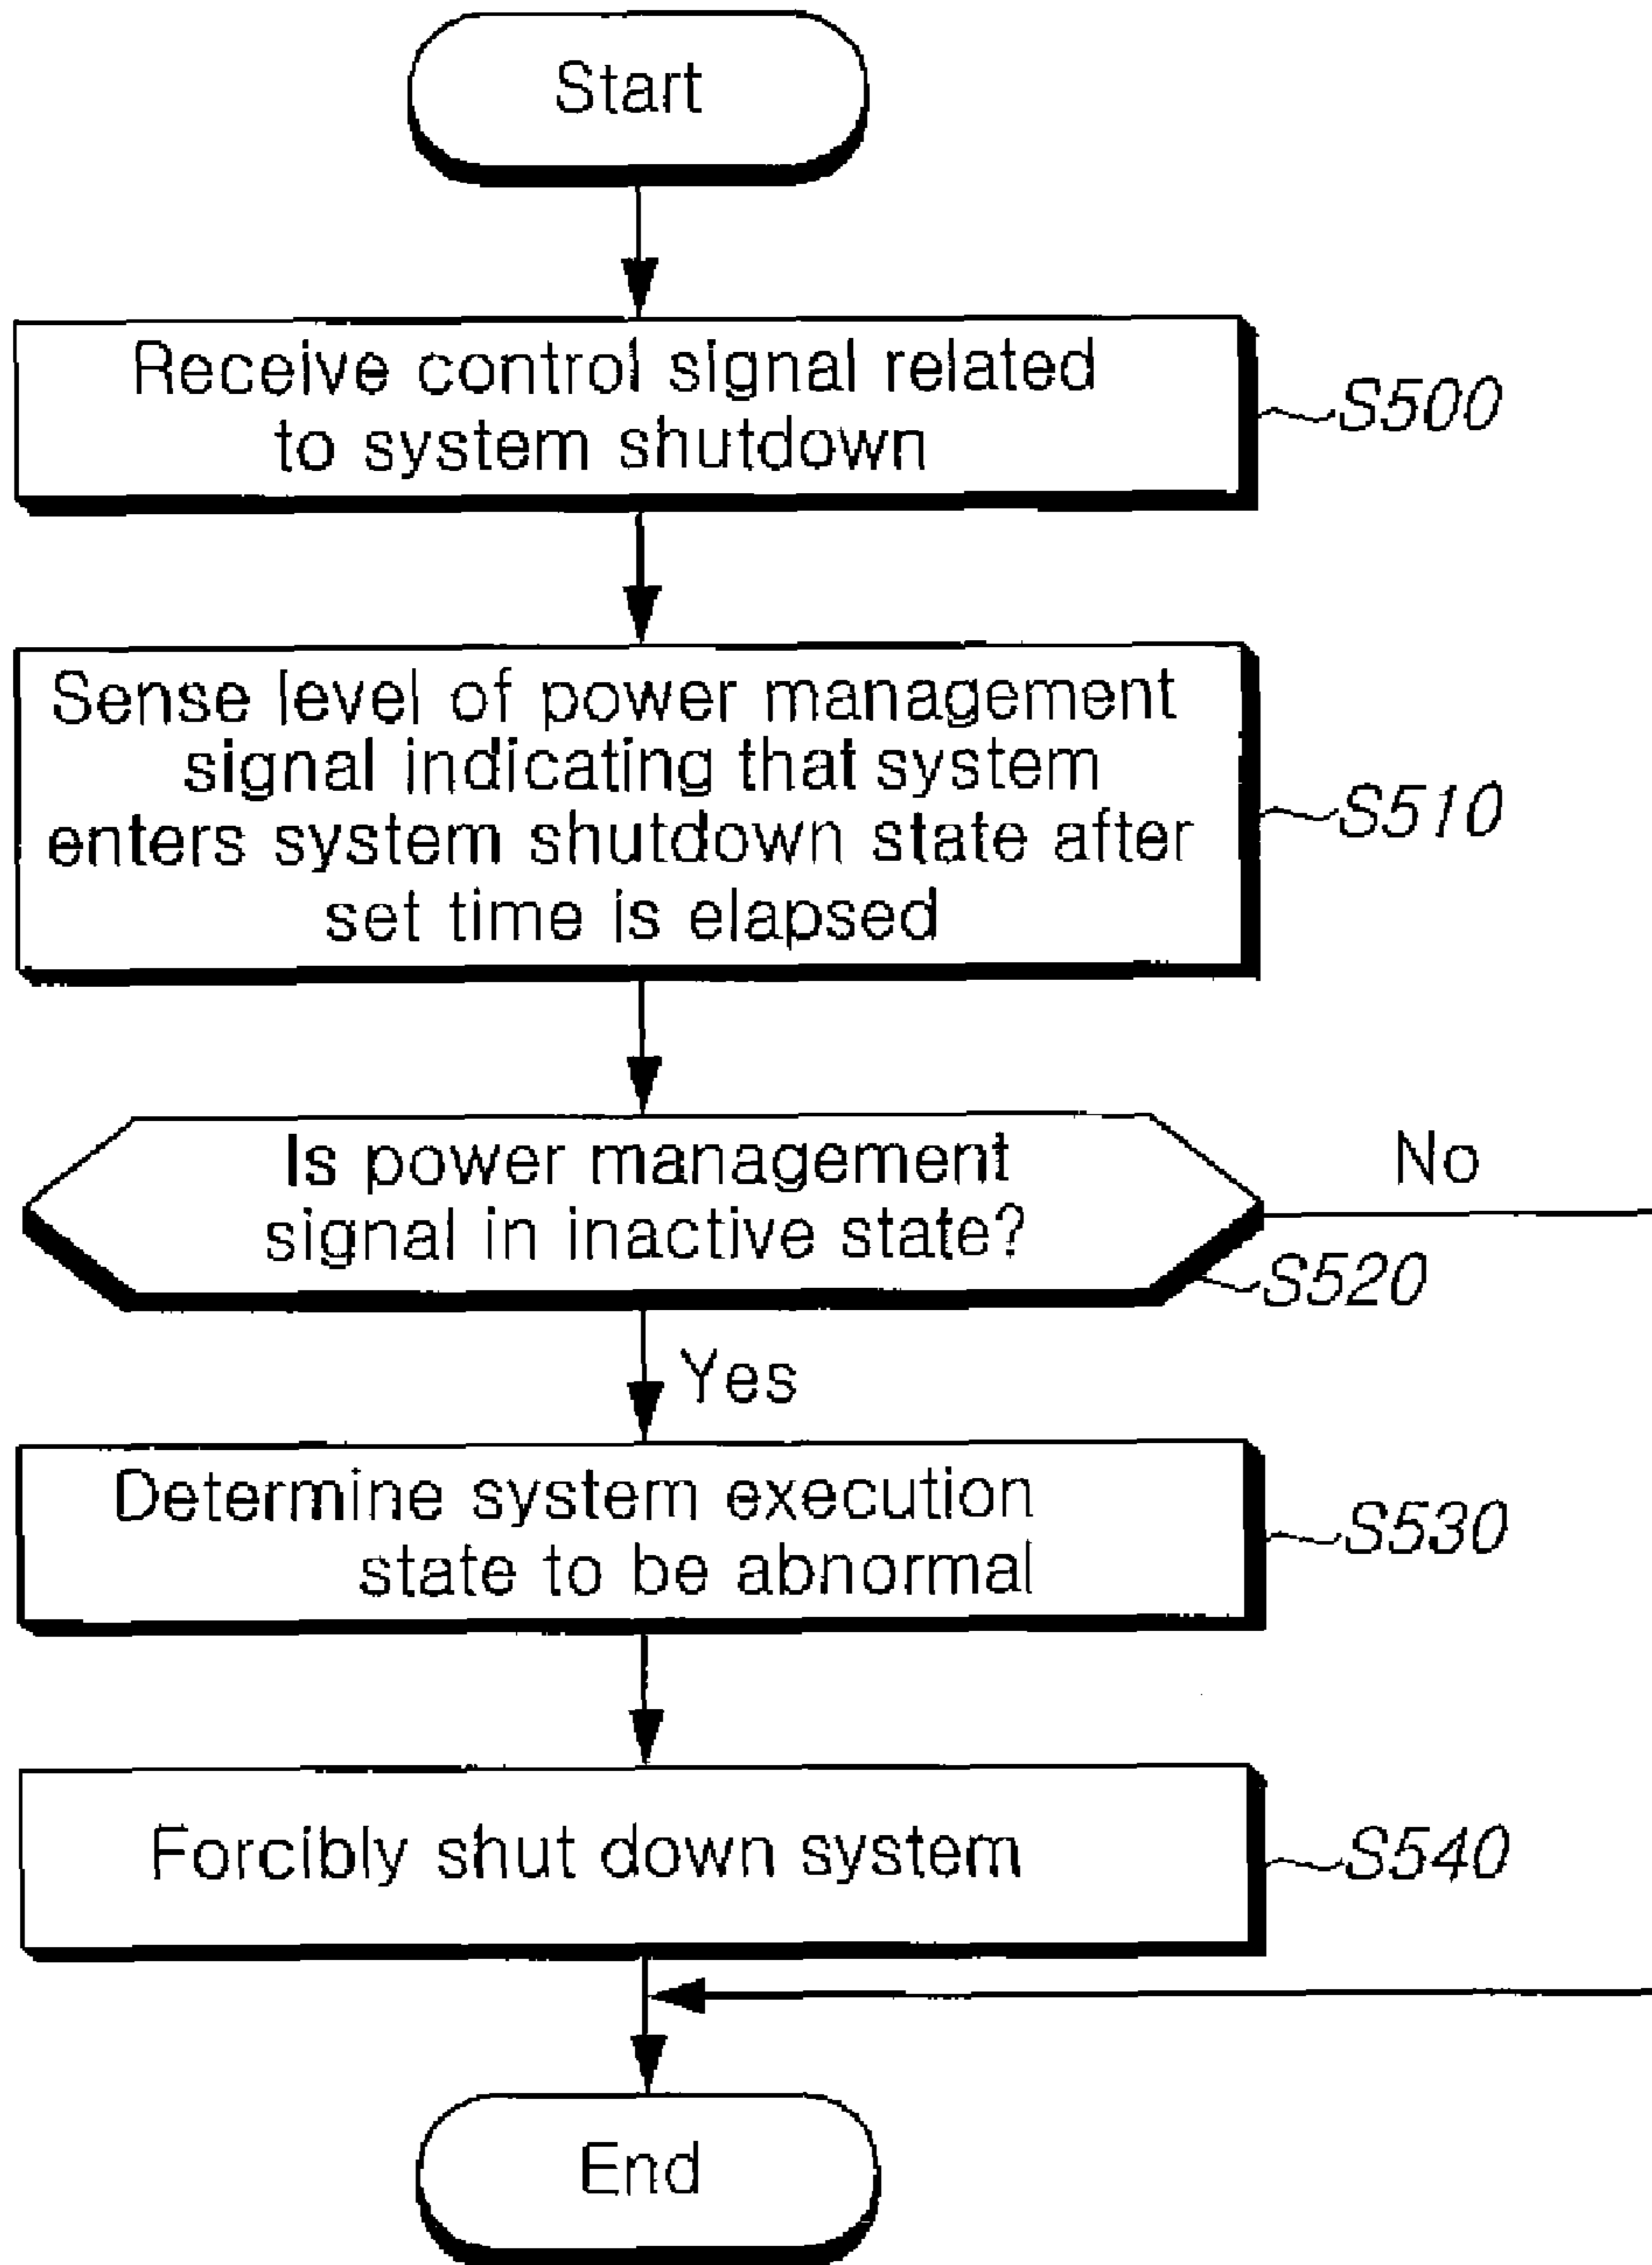 Start
Receive control signal related
to system shutdown
S500
Sense level of power management
signal indicating that system
enters system shutdown state after
set time is elapsed
S510
Is power management
signal in inactive state?
No
S520
Yes
Determine system execution
state to be abnormal
S530
Forcibly shut down system
S540
End